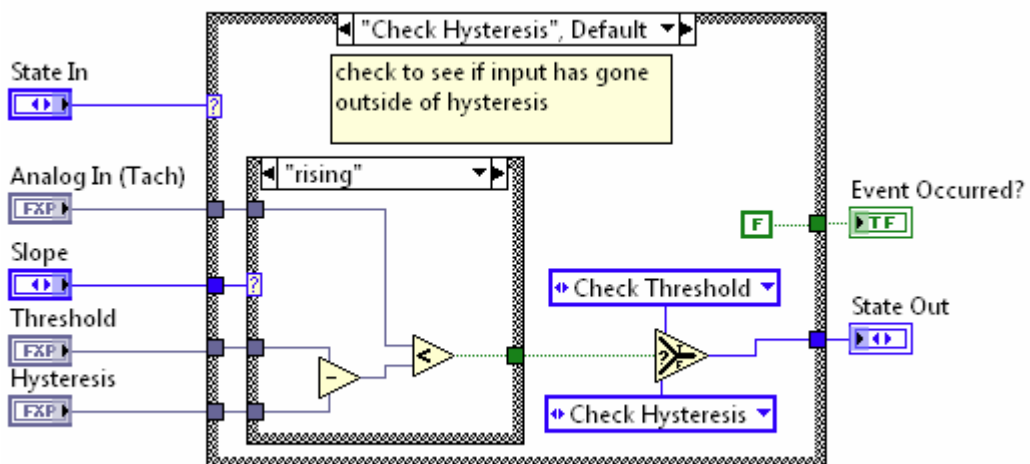 "Check Hysteresis", Default
check to see if input has gone
outside of hysteresis
State In
?
Analog In (Tach)
FXP
Slope
Threshold
FXP
Hysteresis
FXP
"rising"
?
-
<
F
Check Threshold
?
T
F
Check Hysteresis
Event Occurred?
TF
State Out